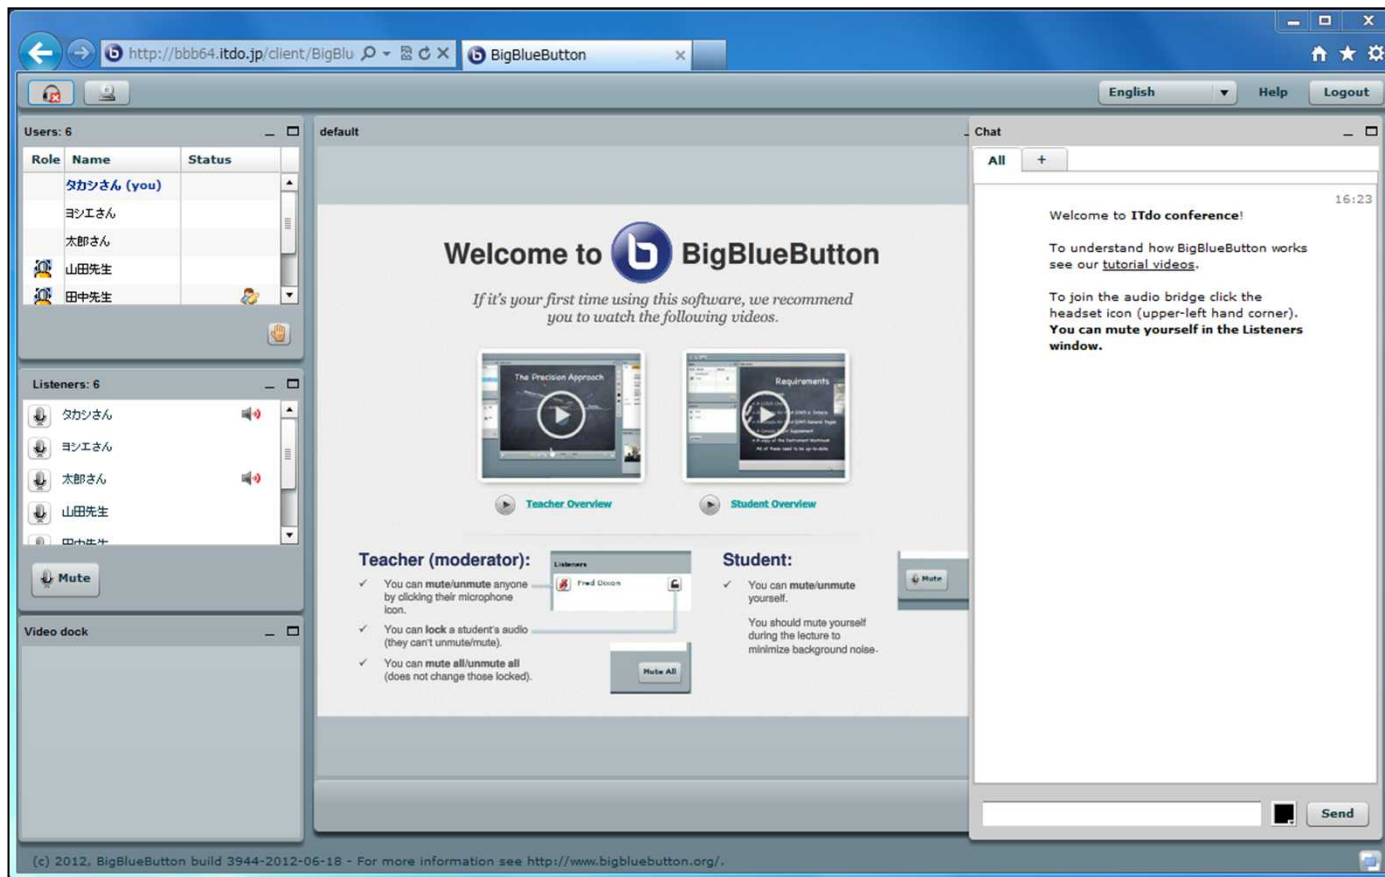 http://bbb64.itdo.jp/client/BigBlu
BigBlueButton
English
Help
Logout
Users: 6
Role Name Status
タカシさん (you)
ヨシエさん
太郎さん
山田先生
田中先生
Listeners: 6
タカシさん
ヨシエさん
太郎さん
山田先生
田中先生
Mute
Video dock
default
Welcome to BigBlueButton
If it's your first time using this software, we recommend
you to watch the following videos.
The Precision Approach
Requirements
Teacher Overview
Student Overview
Teacher (moderator):
You can mute/unmute anyone
by clicking their microphone
icon.
You can lock a student's audio
(they can't unmute/mute).
You can mute all/unmute all
(does not change those locked).
Listeners
Fred Dixon
Mute All
Student:
You can mute/unmute
yourself.
You should mute yourself
during the lecture to
minimize background noise.
Mute
Chat
All
+
16:23
Welcome to ITdo conference!
To understand how BigBlueButton works
see our tutorial videos.
To join the audio bridge click the
headset icon (upper-left hand corner).
You can mute yourself in the Listeners
window.
Send
(c) 2012, BigBlueButton build 3944-2012-06-18 - For more information see http://www.bigbluebutton.org/.